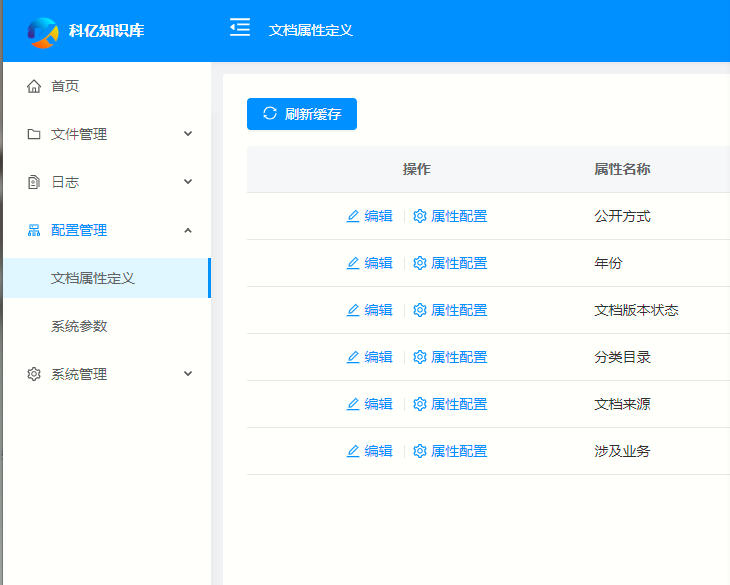 科亿知识库
文档属性定义
首页
文件管理
日志
配置管理
文档属性定义
系统参数
系统管理
刷新缓存
操作 属性名称
编辑 属性配置 公开方式
编辑 属性配置 年份
编辑 属性配置 文档版本状态
编辑 属性配置 分类目录
编辑 属性配置 文档来源
编辑 属性配置 涉及业务